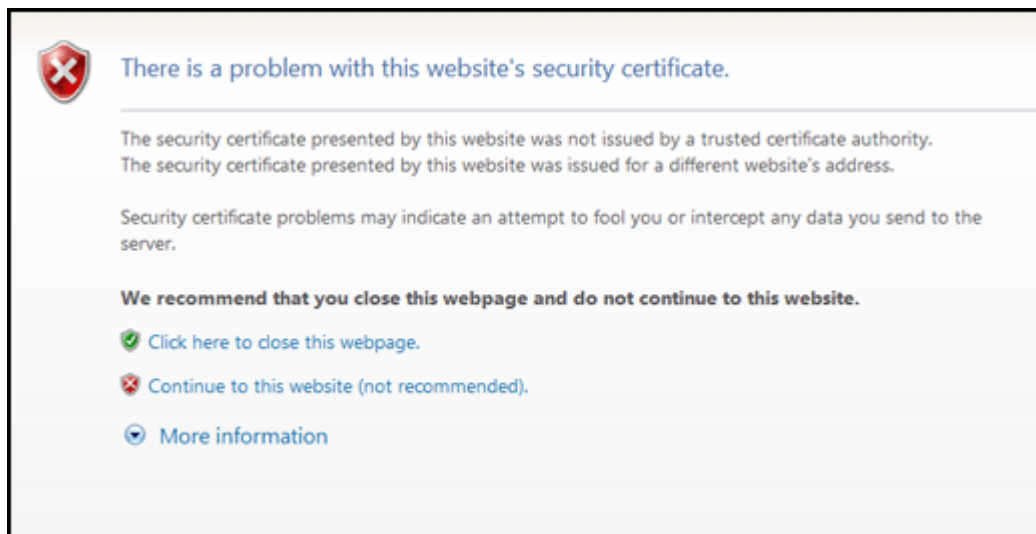 There is a problem with this website's security certificate.
The security certificate presented by this website was not issued by a trusted certificate authority.
The security certificate presented by this website was issued for a different website's address.
Security certificate problems may indicate an attempt to fool you or intercept any data you send to the
server.
We recommend that you close this webpage and do not continue to this website.
Click here to close this webpage.
Continue to this website (not recommended).
More information